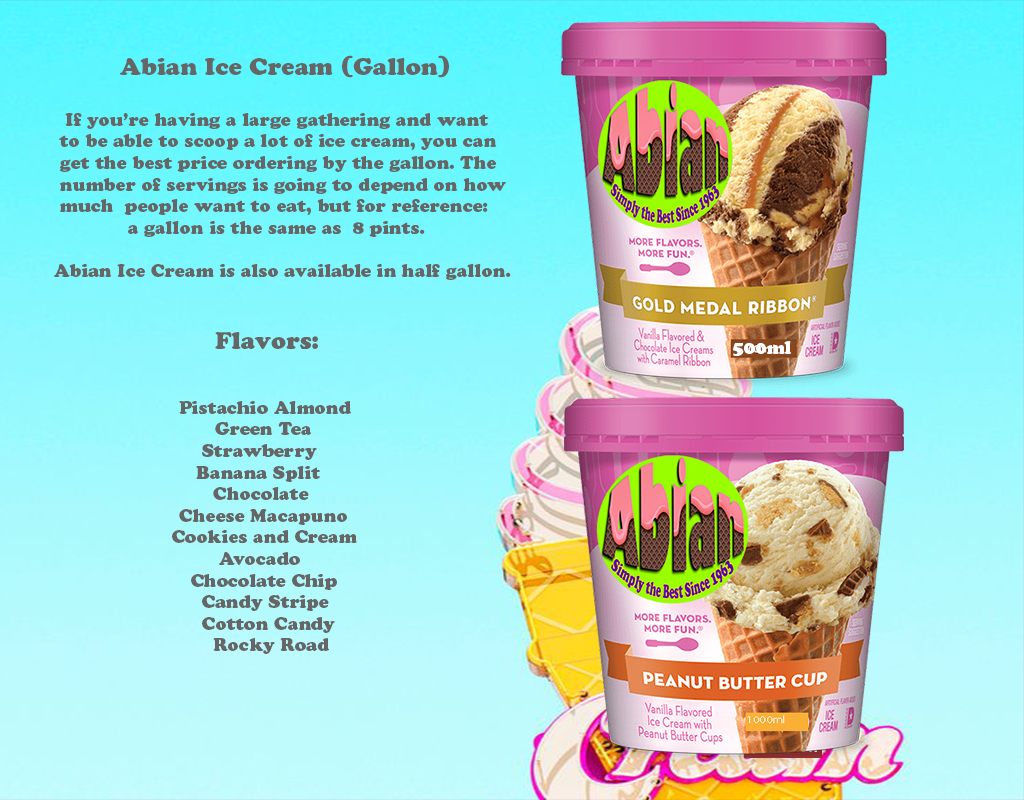 Abian Ice Cream (Gallon)
If you're having a large gathering and want
to be able to scoop a lot of ice cream, you can
get the best price ordering by the gallon. The
number of servings is going to depend on how
much people want to eat, but for reference:
a gallon is the same as 8 pints.
Abian Ice Cream is also available in half gallon.
Flavors:
Pistachio Almond
Green Tea
Strawberry
Banana Split
Chocolate
Cheese Macapuno
Cookies and Cream
Avocado
Chocolate Chip
Candy Stripe
Cotton Candy
Rocky Road
Abian
Simply the Best Since 1963
MORE FLAVORS.
MORE FUN.®
GOLD MEDAL RIBBON®
Vanilla Flavored &
Chocolate Ice Creams
with Caramel Ribbon
500ml
ICE
CREAM
D
Abian
Simply the Best Since 1963
MORE FLAVORS.
MORE FUN.®
PEANUT BUTTER CUP
Vanilla Flavored
Ice Cream with
Peanut Butter Cups
1000ml
ICE
CREAM
D